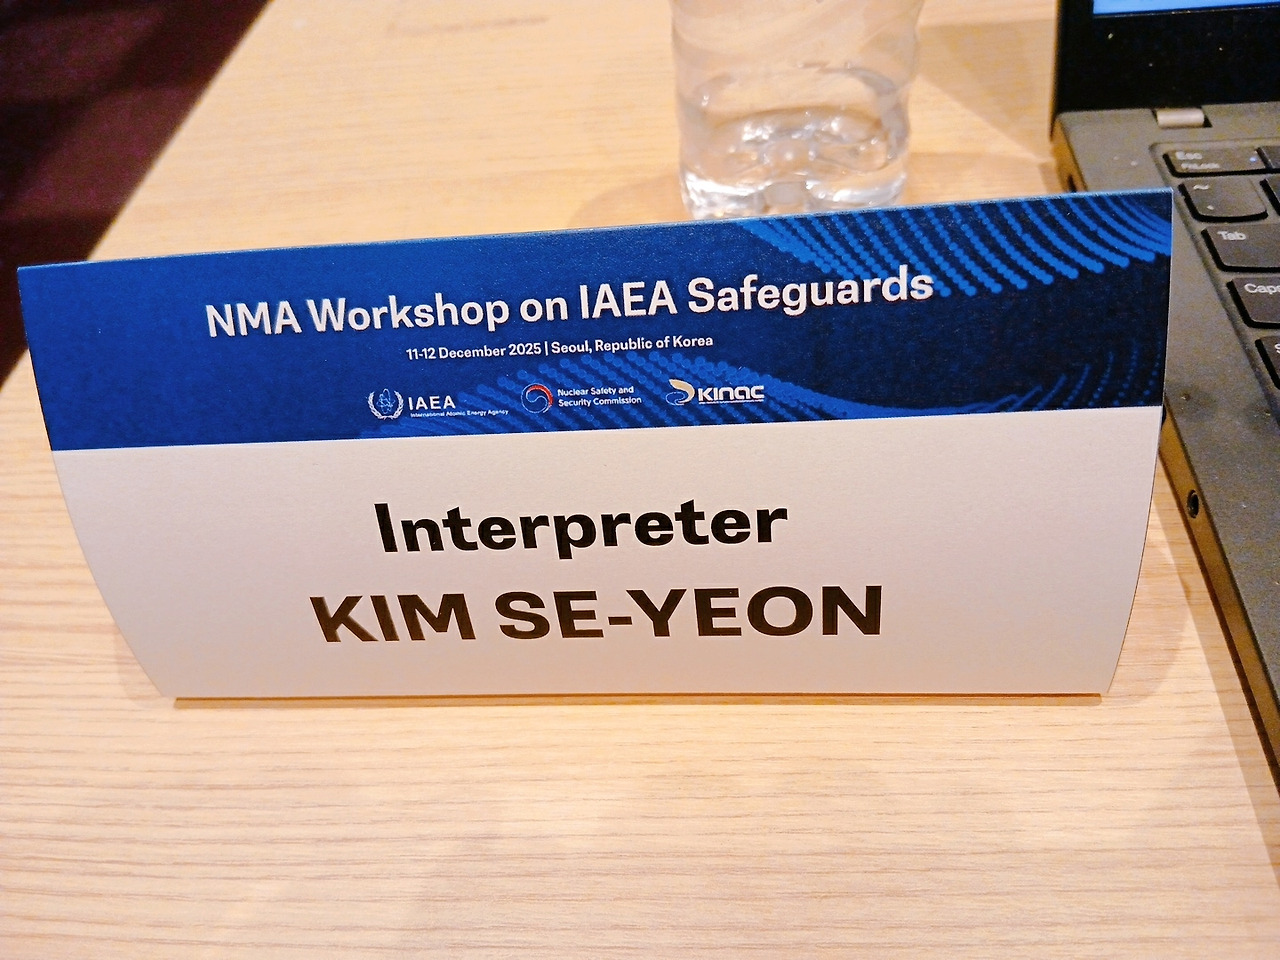 NMA Workshop on IAEA Safeguards
11-12 December 2025 | Seoul, Republic of Korea
IAEA
International Atomic Energy Agency
Nuclear Safety and
Security Commission
KINAC
Interpreter
KIM SE-YEON
Esc
FnLock
~
Tab
Caps